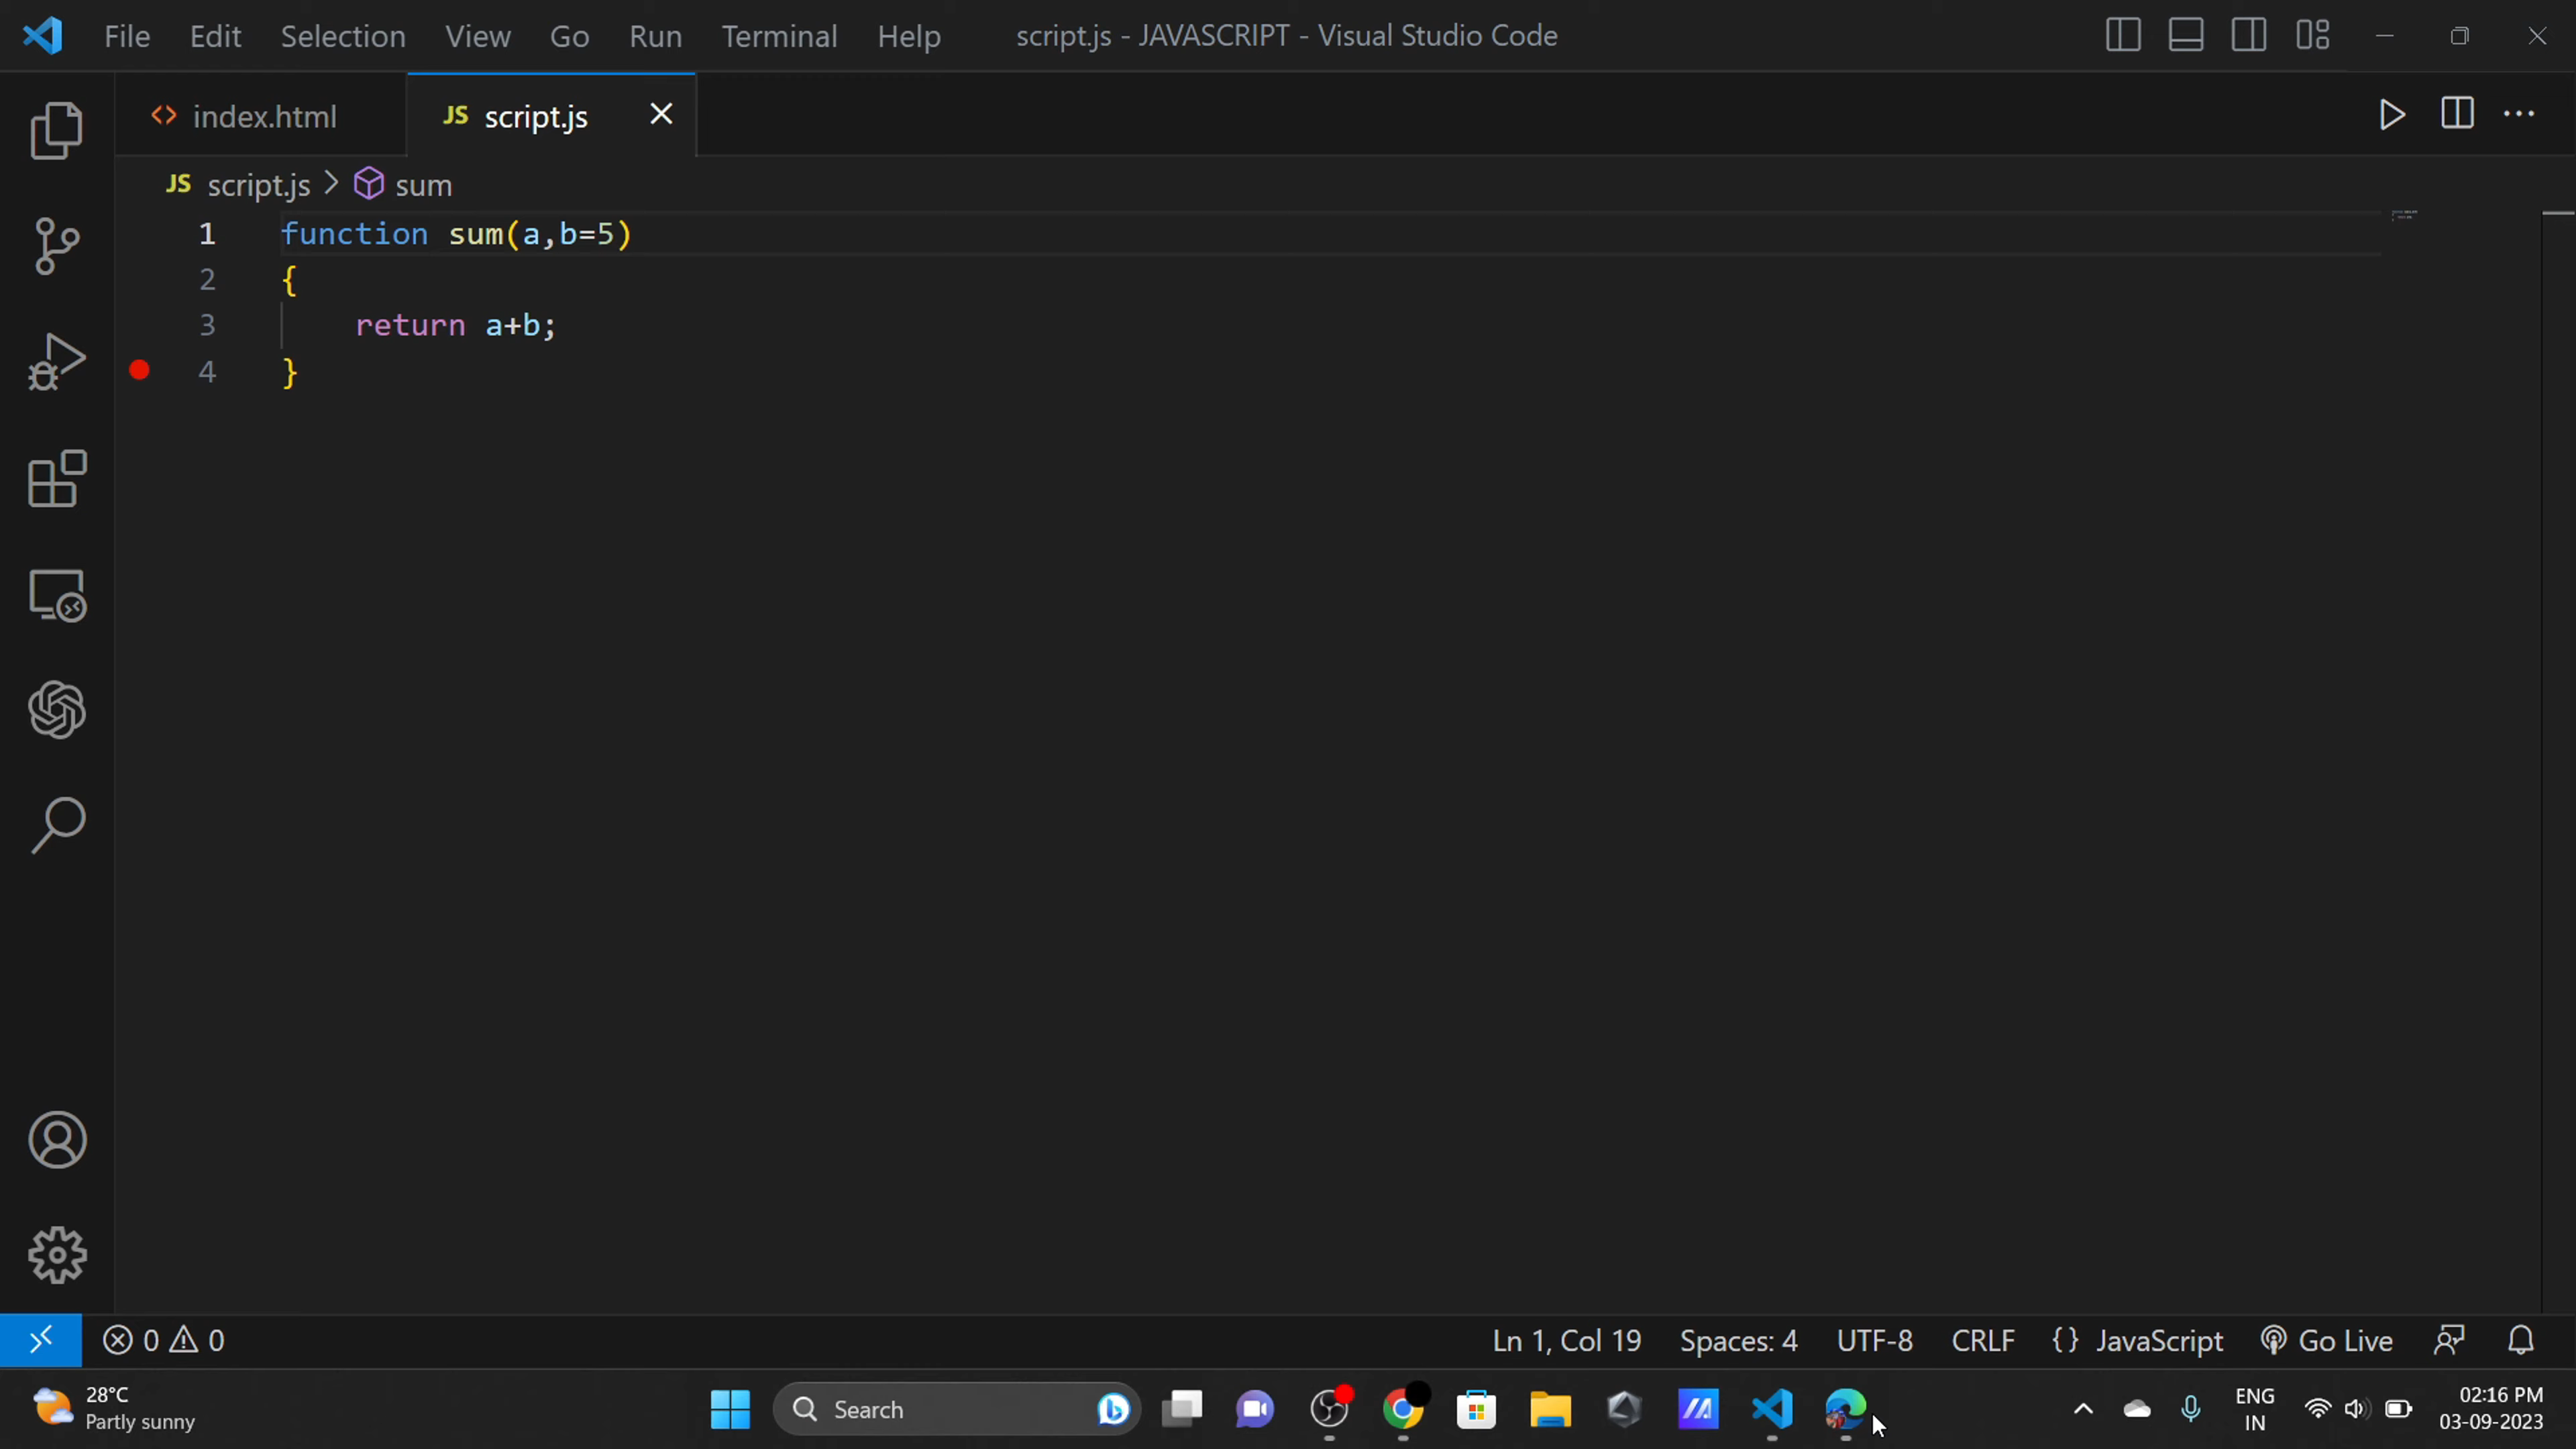 File Edit Selection View Go Run Terminal Help script.js - JAVASCRIPT - Visual Studio Code
index.html JS script.js
JS script.js > sum
1 function sum(a,b=5)
2 {
3 return a+b;
4 }
0 0 Ln 1, Col 19 Spaces: 4 UTF-8 CRLF {} JavaScript Go Live
28°C
Partly sunny
Search
ENG
IN
02:16 PM
03-09-2023